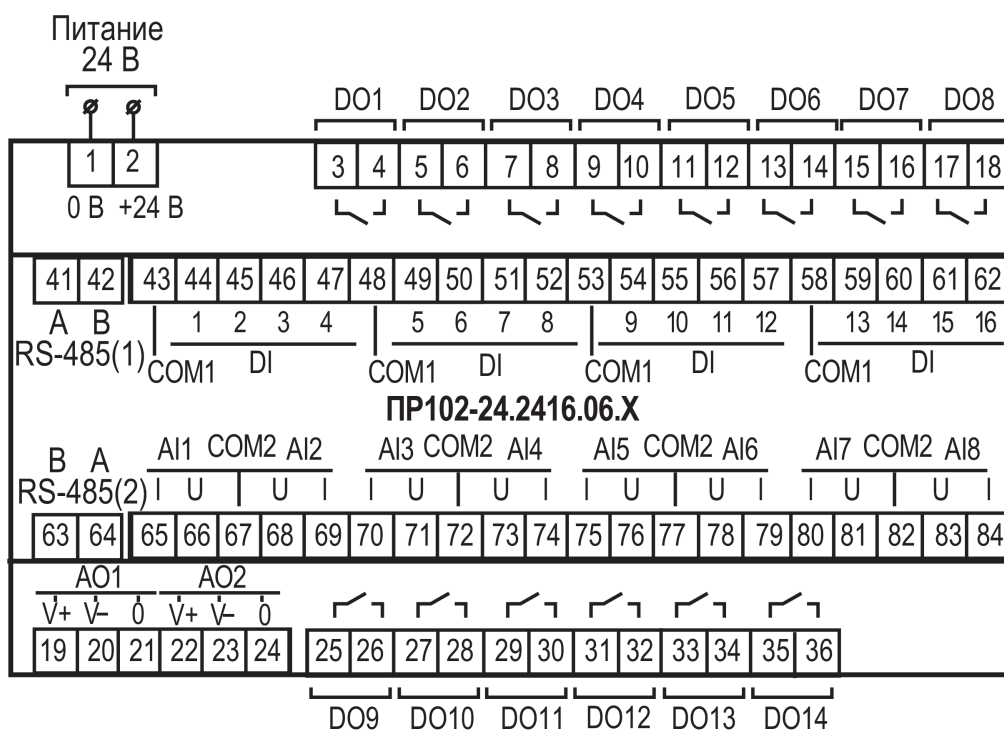 Питание
24 В
DO1 DO2 DO3 DO4 DO5 DO6 DO7 DO8
1 2 3 4 5 6 7 8 9 10 11 12 13 14 15 16 17 18
0 В +24 В
41 42 43 44 45 46 47 48 49 50 51 52 53 54 55 56 57 58 59 60 61 62
A B 1 2 3 4 5 6 7 8 9 10 11 12 13 14 15 16
RS-485(1) COM1 DI COM1 DI COM1 DI COM1 DI
ПР102-24.2416.06.X
B A AI1 COM2 AI2 AI3 COM2 AI4 AI5 COM2 AI6 AI7 COM2 AI8
RS-485(2) I U U I I U U I I U U I I U U I
63 64 65 66 67 68 69 70 71 72 73 74 75 76 77 78 79 80 81 82 83 84
AO1 AO2
V+ V– 0 V+ V– 0
19 20 21 22 23 24 25 26 27 28 29 30 31 32 33 34 35 36
DO9 DO10 DO11 DO12 DO13 DO14